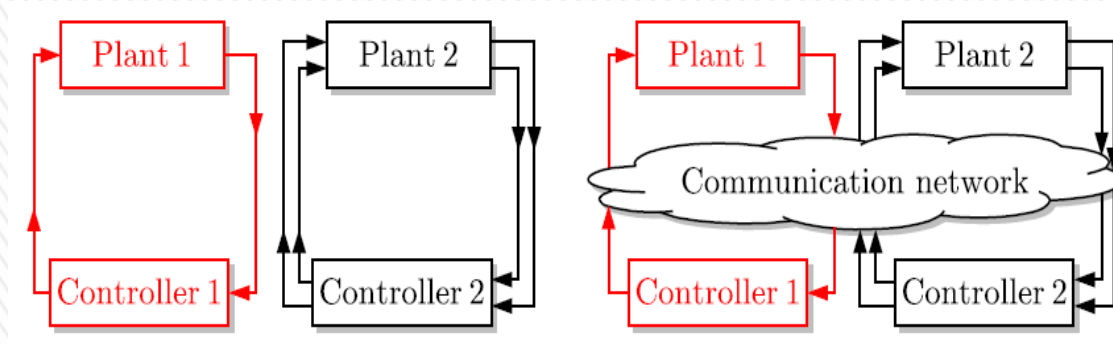 Plant 1
Plant 2
Plant 1
Plant 2
Communication network
Controller 1
Controller 2
Controller 1
Controller 2